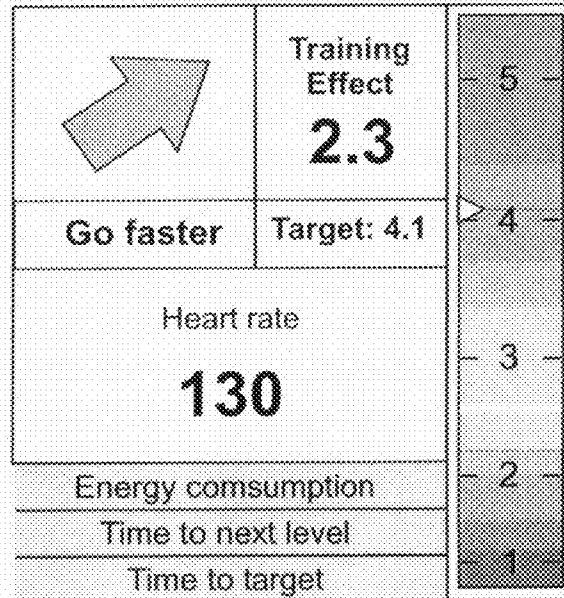 Training
Effect
2.3
Go faster
Target: 4.1
Heart rate
130
Energy comsumption
Time to next level
Time to target
5
4
3
2
1